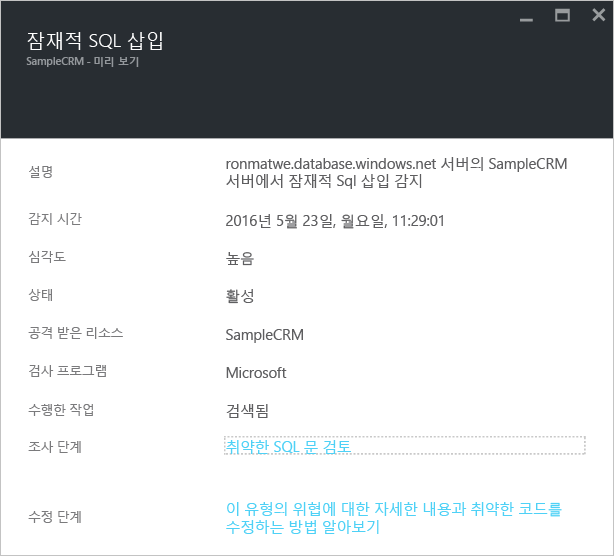 잠재적 SQL 삽입
SampleCRM - 미리 보기
설명
ronmatwe.database.windows.net 서버의 SampleCRM
서버에서 잠재적 Sql 삽입 감지
감지 시간
2016년 5월 23일, 월요일, 11:29:01
심각도
높음
상태
활성
공격 받은 리소스
SampleCRM
검사 프로그램
Microsoft
수행한 작업
검색됨
조사 단계
취약한 SQL 문 검토
수정 단계
이 유형의 위협에 대한 자세한 내용과 취약한 코드를
수정하는 방법 알아보기